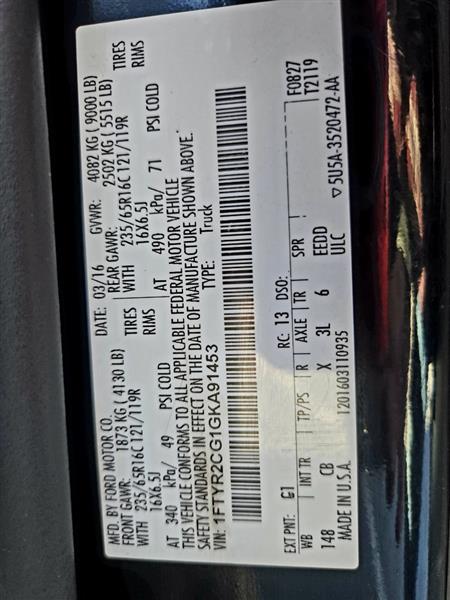 MFD. BY FORD MOTOR CO. DATE: 03/16 GVWR: 4082 KG ( 9000 LB)
FRONT GAWR: 1873 KG ( 4130 LB) REAR GAWR: 2502 KG ( 5515 LB)
WITH 235/65R16C 121/119R TIRES WITH 235/65R16C 121/119R TIRES
16X6.5J RIMS 16X6.5J RIMS
AT 340 kPa/ 49 PSI COLD AT 490 kPa/ 71 PSI COLD
THIS VEHICLE CONFORMS TO ALL APPLICABLE FEDERAL MOTOR VEHICLE
SAFETY STANDARDS IN EFFECT ON THE DATE OF MANUFACTURE SHOWN ABOVE.
VIN: 1FTYR2CG1GKA91453 TYPE: Truck
F0827
T2119
EXT PNT: G1 RC: 13 DSO:
WB INT TR TP/PS R AXLE TR SPR
148 CB X 3L 6 EEDD
ULC
MADE IN U.S.A. 1201603110935 ▽5U5A-3520472-AA